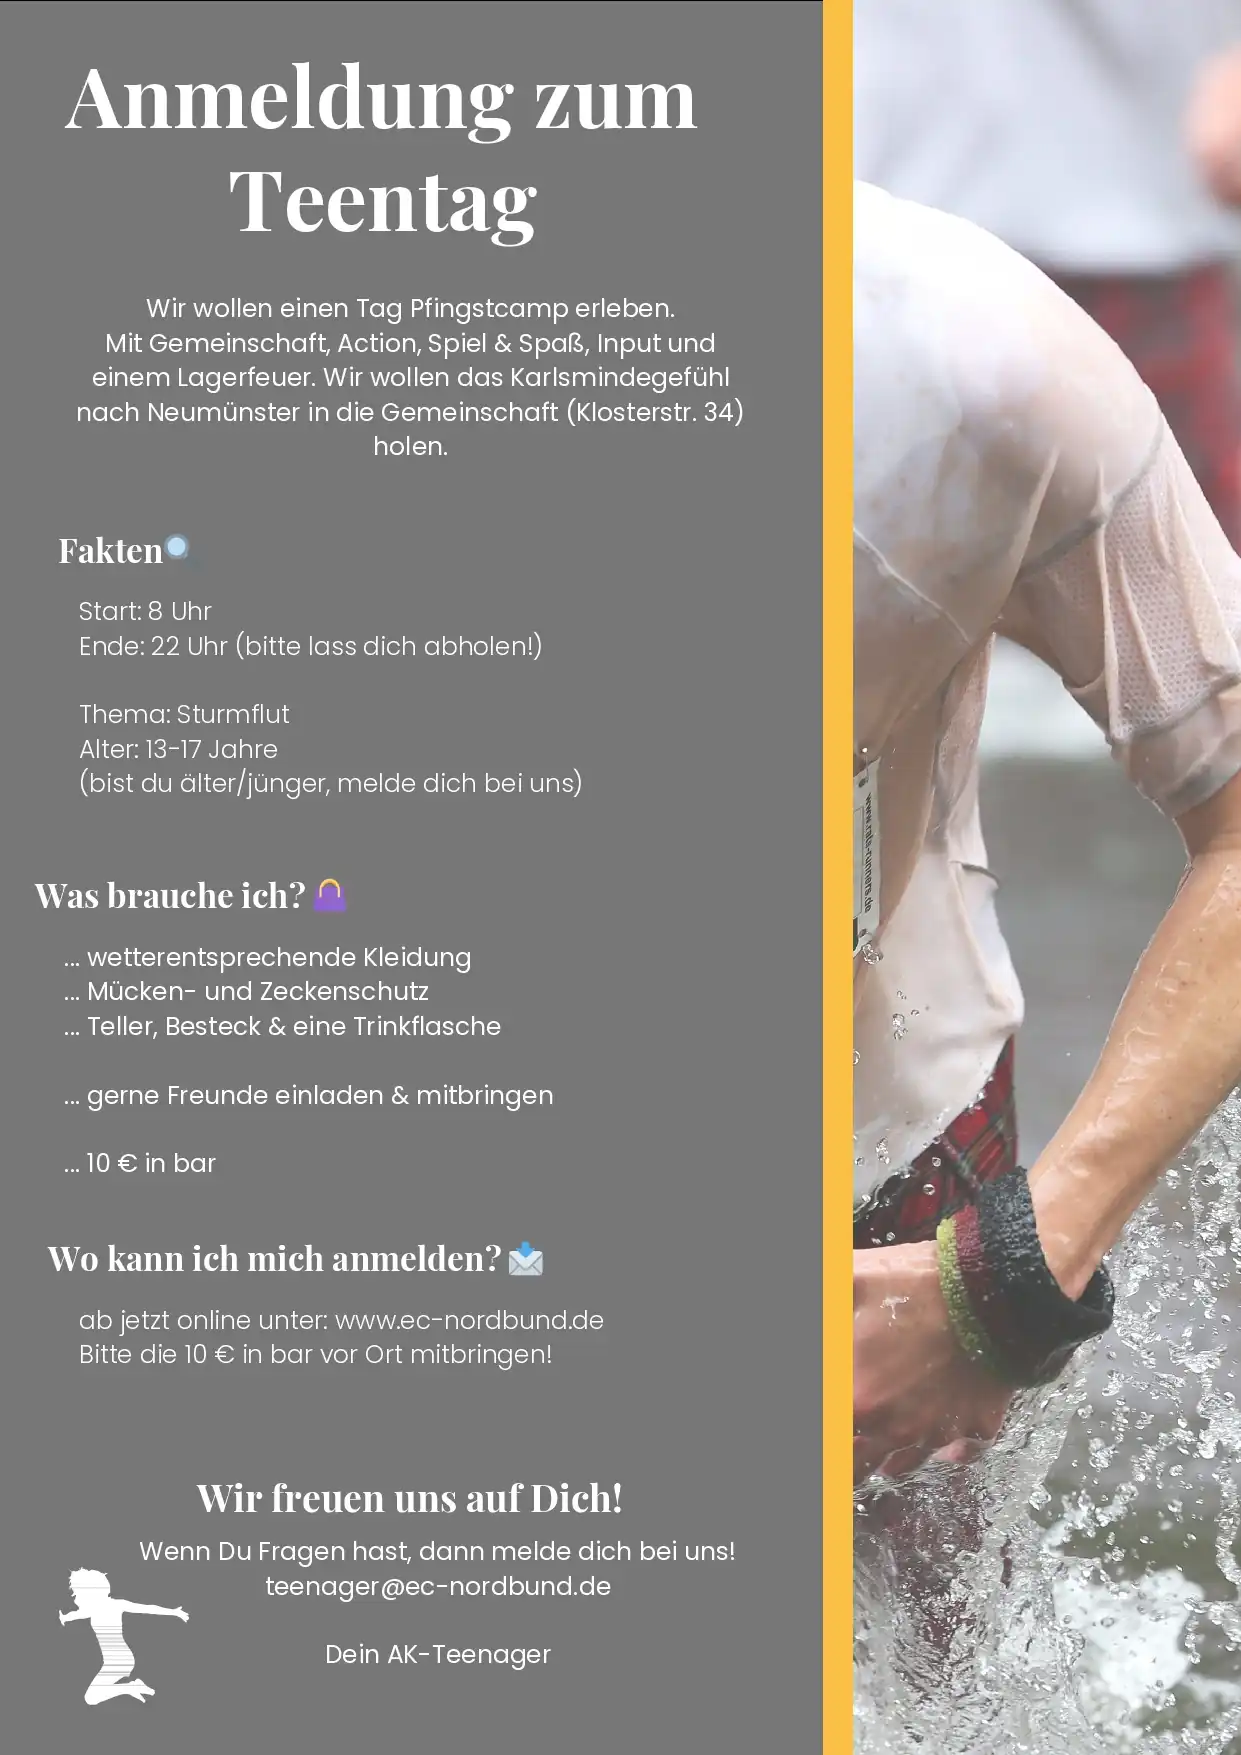 Anmeldung zum
Teentag
Wir wollen einen Tag Pfingstcamp erleben.
Mit Gemeinschaft, Action, Spiel & Spaß, Input und
einem Lagerfeuer. Wir wollen das Karlsmindegefühl
nach Neumünster in die Gemeinschaft (Klosterstr. 34)
holen.
Fakten
Start: 8 Uhr
Ende: 22 Uhr (bitte lass dich abholen!)
Thema: Sturmflut
Alter: 13-17 Jahre
(bist du älter/jünger, melde dich bei uns)
Was brauche ich?
... wetterentsprechende Kleidung
... Mücken- und Zeckenschutz
... Teller, Besteck & eine Trinkflasche
... gerne Freunde einladen & mitbringen
... 10 € in bar
Wo kann ich mich anmelden?
ab jetzt online unter: www.ec-nordbund.de
Bitte die 10 € in bar vor Ort mitbringen!
Wir freuen uns auf Dich!
Wenn Du Fragen hast, dann melde dich bei uns!
teenager@ec-nordbund.de
Dein AK-Teenager